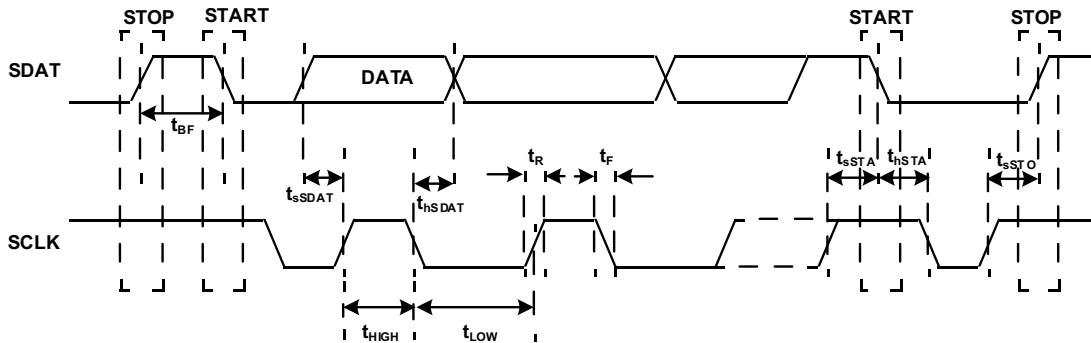 STOP START START STOP
SDAT DATA
tBF
tR tF tsSTA thSTA tsSTO
tsSDAT thSDAT
SCLK
tHIGH tLOW